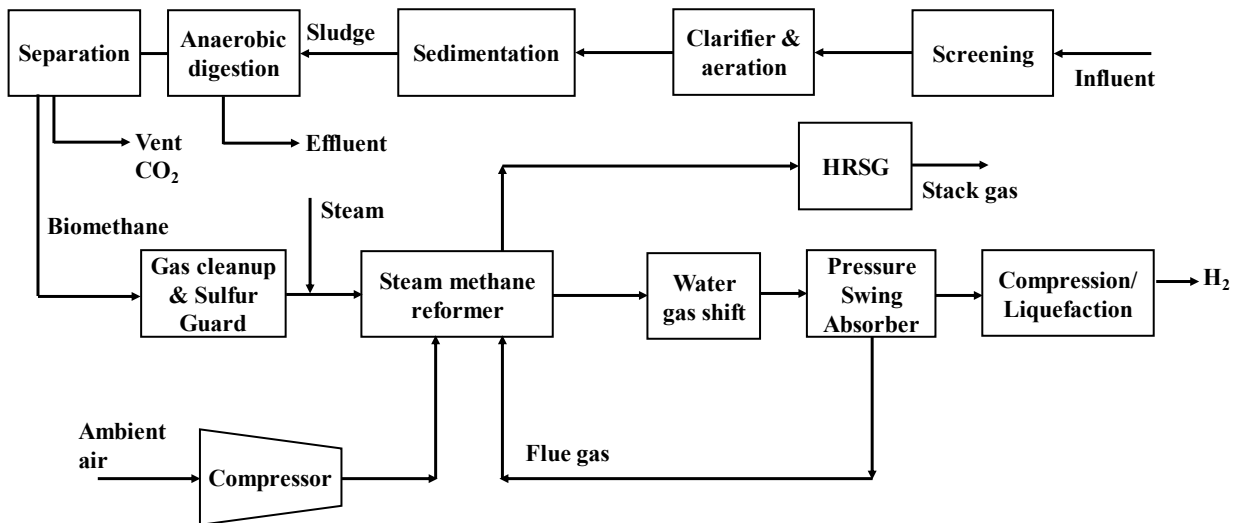 Separation
Anaerobic
digestion
Sludge
Sedimentation
Clarifier &
aeration
Screening
Influent
Vent
CO₂
Effluent
HRSG
Stack gas
Steam
Biomethane
Gas cleanup
& Sulfur
Guard
Steam methane
reformer
Water
gas shift
Pressure
Swing
Absorber
Compression/
Liquefaction
H₂
Ambient
air
Compressor
Flue gas